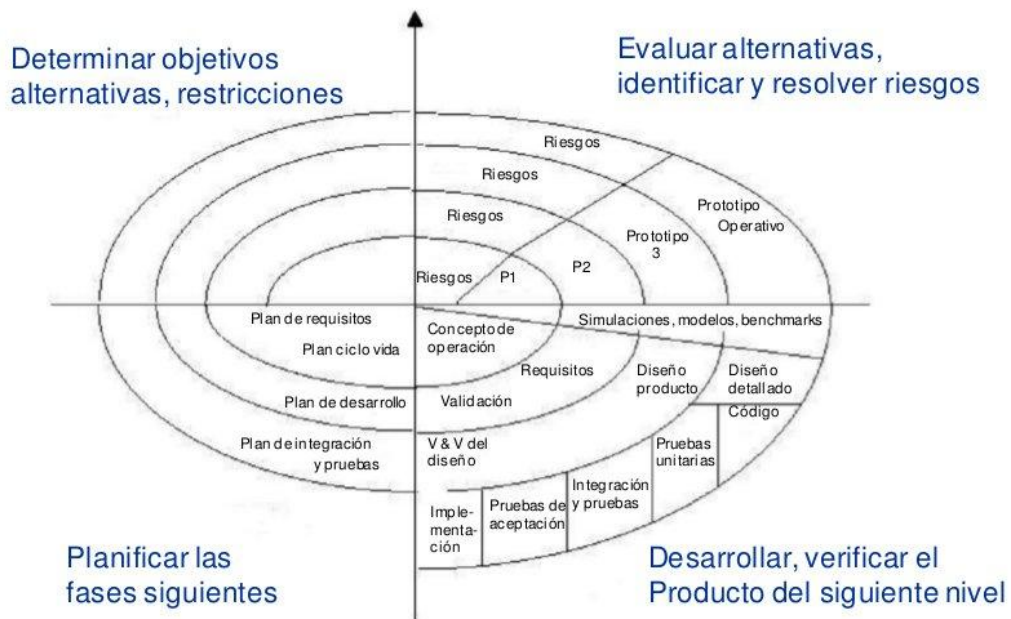 Determinar objetivos
alternativas, restricciones
Evaluar alternativas,
identificar y resolver riesgos
Riesgos
Riesgos
Riesgos
Riesgos
P1
P2
Prototipo
3
Prototipo
Operativo
Plan de requisitos
Plan ciclo vida
Concepto de
operación
Simulaciones, modelos, benchmarks
Requisitos
Diseño
producto
Diseño
detallado
Código
Plan de desarrollo
Validación
Plan de integración
y pruebas
V & V del
diseño
Pruebas
unitarias
Integración
y pruebas
Pruebas de
aceptación
Imple-
menta-
ción
Planificar las
fases siguientes
Desarrollar, verificar el
Producto del siguiente nivel